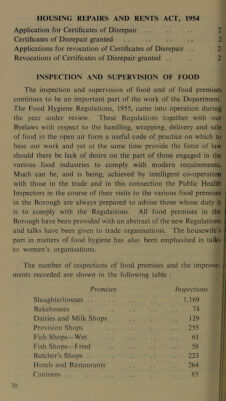 HOUSING REPAIRS AND RENTS ACT, 1954
Application for Certificates of Disrepair .. .. .. 2
Certificates of Disrepair granted .. .. .. .. 2
Applications for revocation of Certificates of Disrepair .. 2
Revocations of Certificates of Disrepair granted .. .. 2
INSPECTION AND SUPERVISION OF FOOD
The inspection and supervision of food and of food premises
continues to be an important part of the work of the Department.
The Food Hygiene Regulations, 1955, came into operation during
the year under review. These Regulations together with our
Byelaws with respect to the handling, wrapping, delivery and sale
of food in the open air form a useful code of practice on which to
base our work and yet at the same time provide the force of law
should there be lack of desire on the part of those engaged in the
various food industries to comply with modern requirements.
Much can be, and is being, achieved by intelligent co-operation
with those in the trade and in this connection the Public Health
Inspectors in the course of their visits to the various food premises
in the Borough are always prepared to advise those whose duty it
is to comply with the Regulations. All food premises in the
Borough have been provided with an abstract of the new Regulations
and talks have been given to trade organisations. The housewife's
part in matters of food hygiene has also been emphasised in talks
to women's organisations.
The number of inspections of food premises and the improve-
ments recorded are shown in the following table :
Premises Inspections
Slaughterhouses .. .. .. .. .. 1,169
Bakehouses .. .. .. .. 74
Dairies and Milk Shops .. .. .. 129
Provision Shops .. .. .. .. 255
Fish Shops—Wet .. .. .. .. 61
Fish Shops—Fried .. .. .. .. 58
Butcher's Shops .. .. .. .. .. 223
Hotels and Restaurants .. .. .. 264
Canteens .. .. .. .. .. 85
20